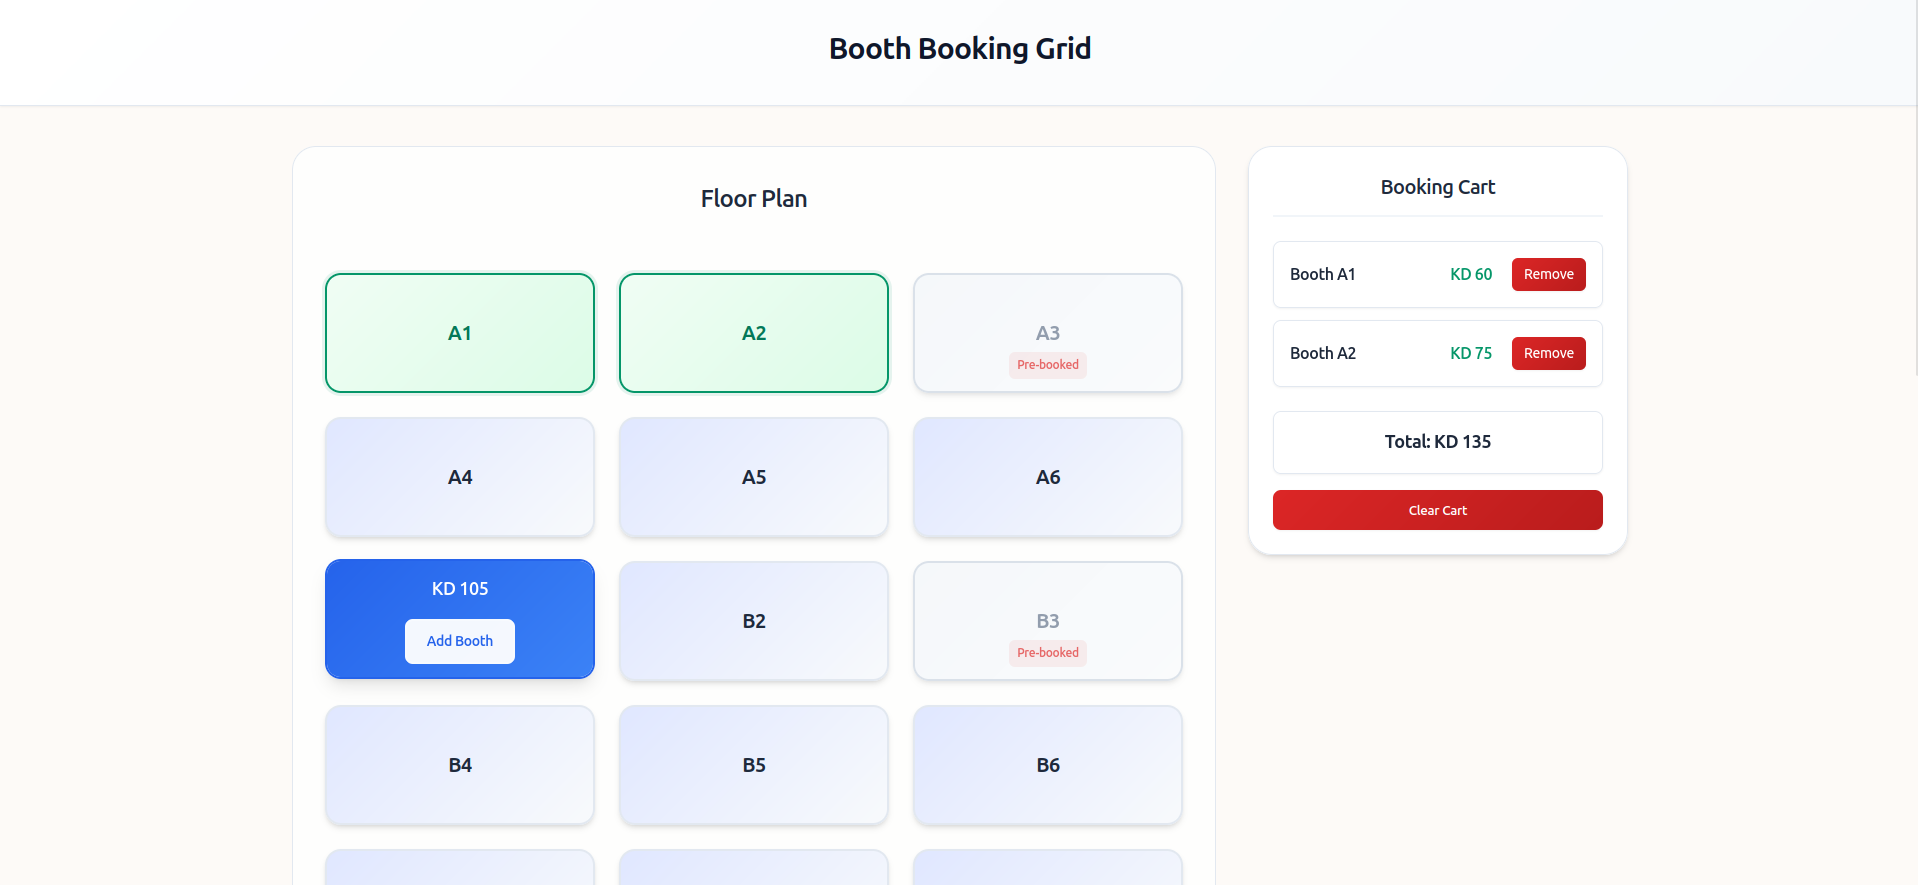 Booth Booking Grid
Floor Plan
A1
A2
A3
Pre-booked
A4
A5
A6
KD 105
Add Booth
B2
B3
Pre-booked
B4
B5
B6
Booking Cart
Booth A1 KD 60 Remove
Booth A2 KD 75 Remove
Total: KD 135
Clear Cart